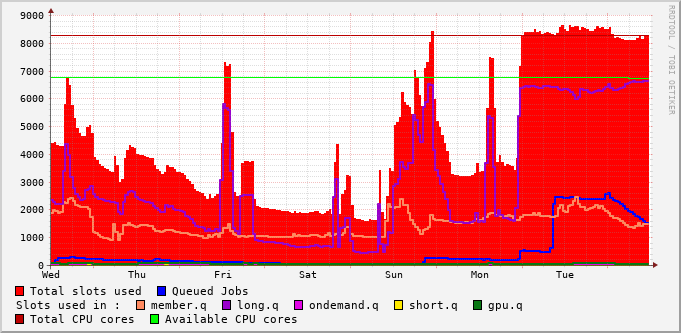 9000
8000
7000
6000
5000
4000
3000
2000
1000
0
Wed Thu Fri Sat Sun Mon Tue
RRDTOOL / TOBI OETIKER
Total slots used Queued Jobs
Slots used in : member.q long.q ondemand.q short.q gpu.q
Total CPU cores Available CPU cores